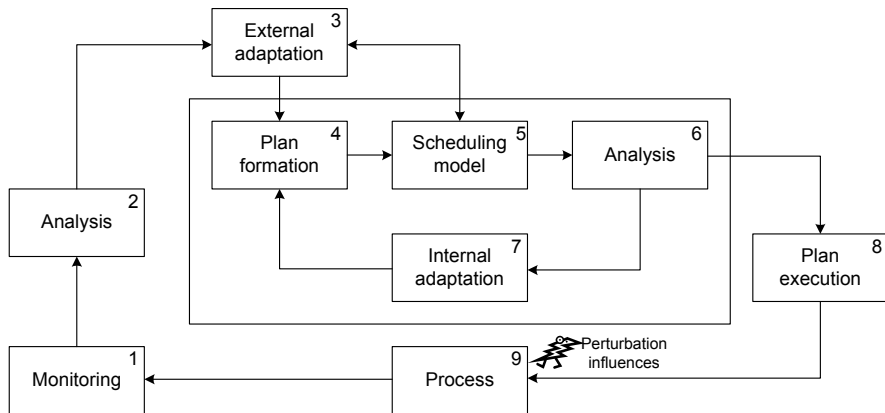 3
External
adaptation
4
Plan
formation
5
Scheduling
model
6
Analysis
2
Analysis
7
Internal
adaptation
8
Plan
execution
1
Monitoring
9
Process
Perturbation
influences